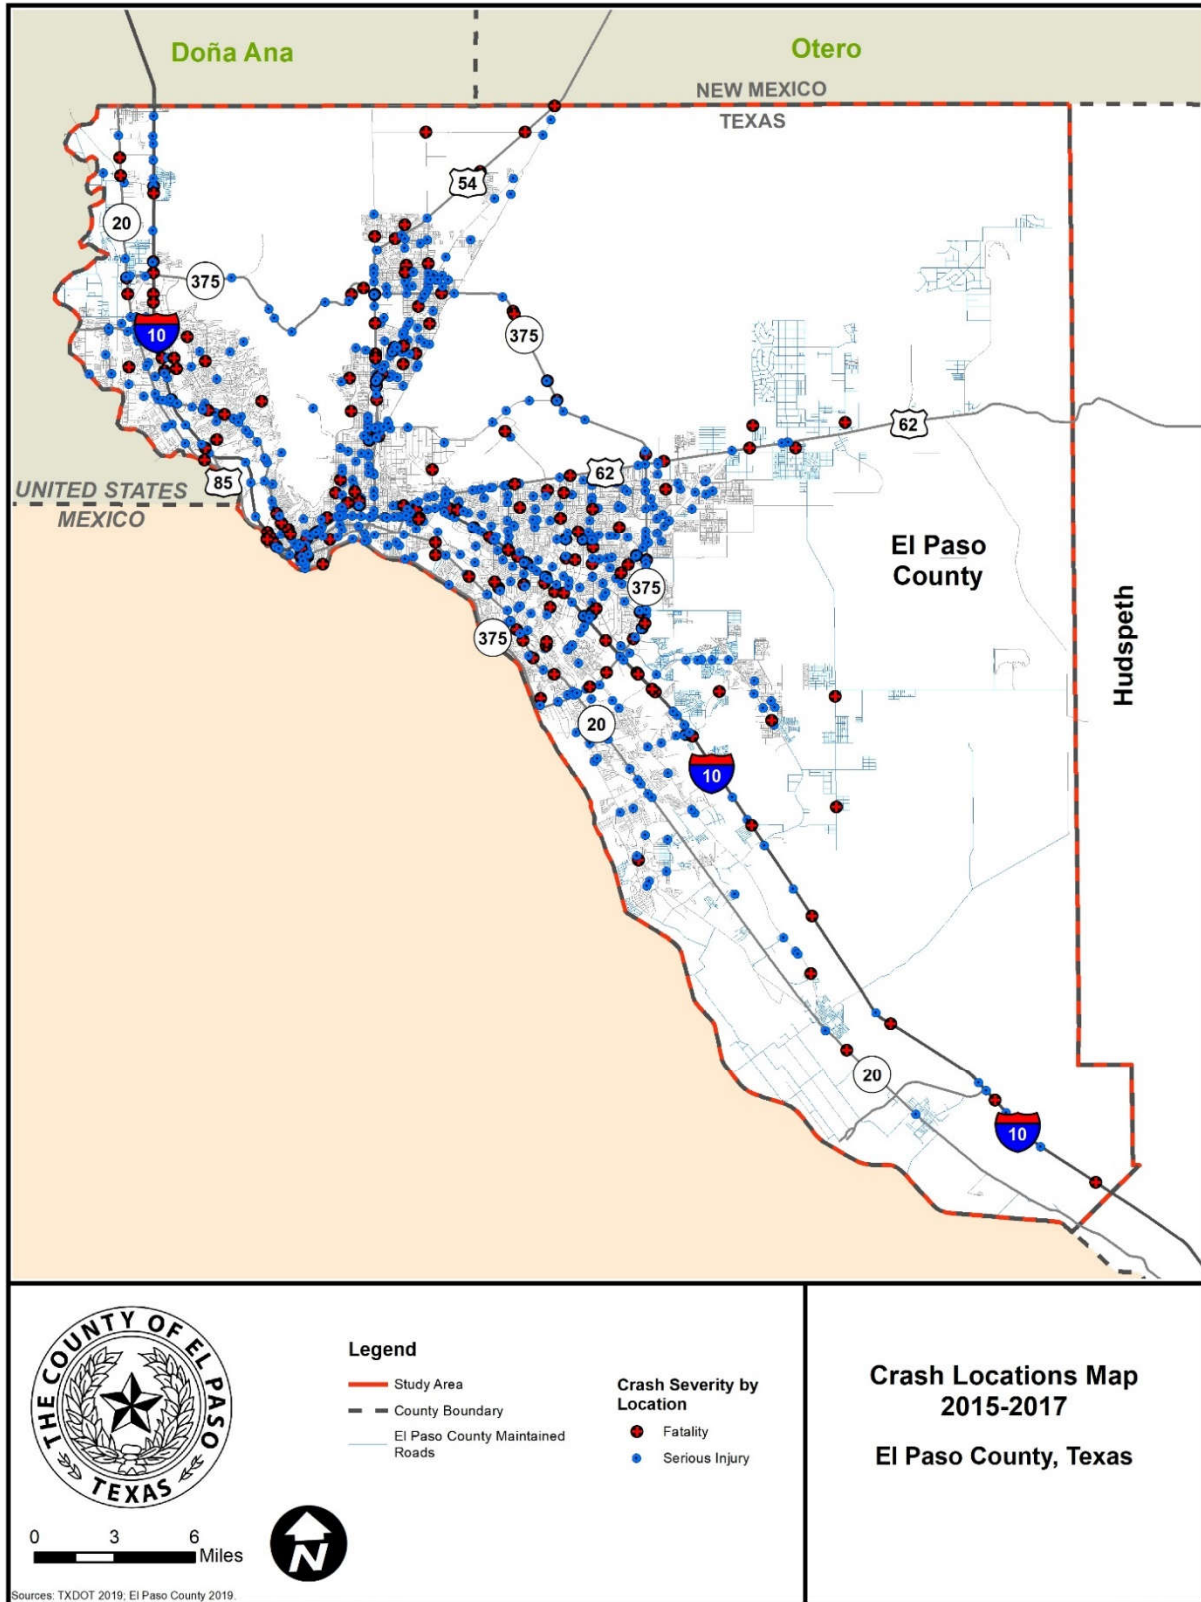 Doña Ana
Otero
NEW MEXICO
TEXAS
54
20
375
10
375
62
62
85
UNITED STATES
MEXICO
El Paso
County
375
Hudspeth
375
20
10
20
10
THE COUNTY OF EL PASO
TEXAS
0 3 6
Miles
N
Legend
Study Area
County Boundary
El Paso County Maintained
Roads
Crash Severity by
Location
Fatality
Serious Injury
Crash Locations Map
2015-2017
El Paso County, Texas
Sources: TXDOT 2019; El Paso County 2019.